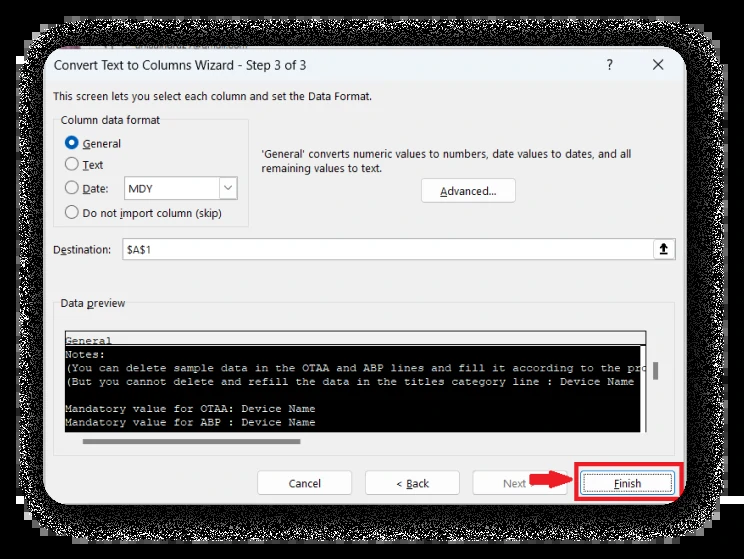 Convert Text to Columns Wizard - Step 3 of 3
? 
This screen lets you select each column and set the Data Format.
Column data format
General
Text
Date: MDY
Do not import column (skip)
'General' converts numeric values to numbers, date values to dates, and all
remaining values to text.
Advanced...
Destination: $A$1
Data preview
General
Notes:
(You can delete sample data in the OTAA and ABP lines and fill it according to the
(But you cannot delete and refill the data in the titles category line : Device Name
Mandatory value for OTAA: Device Name
Mandatory value for ABP : Device Name
Cancel
< Back
Next
Finish